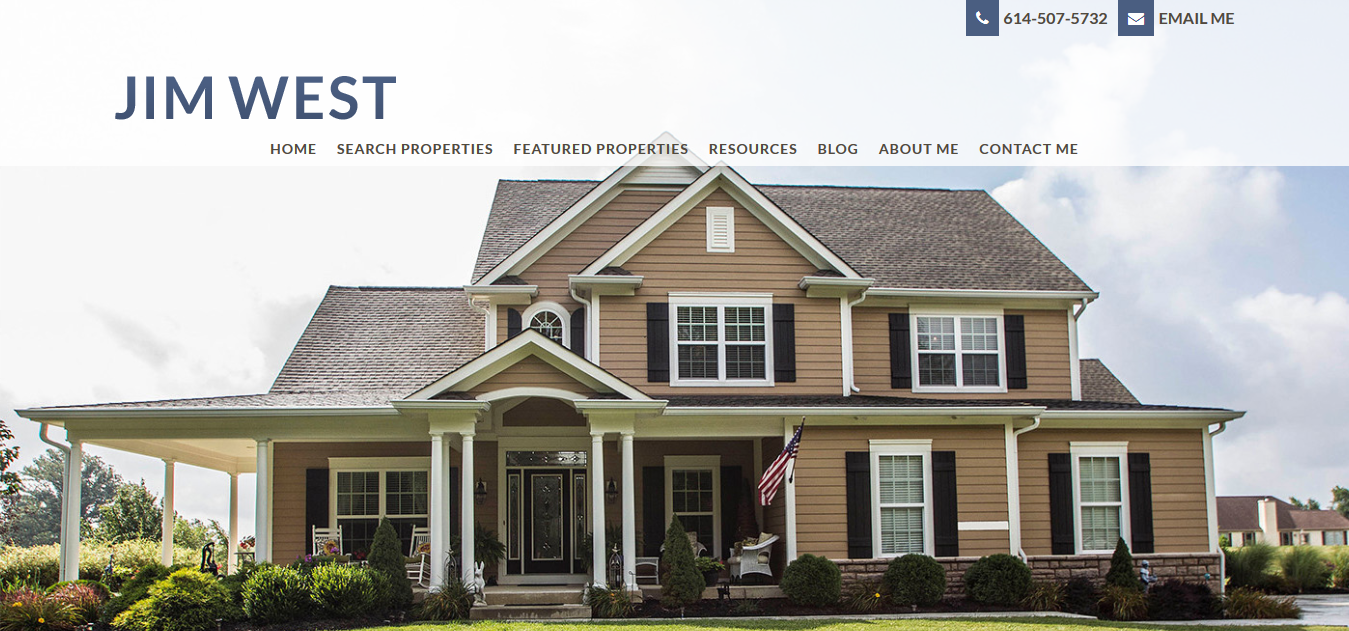 614-507-5732 EMAIL ME
JIM WEST
HOME SEARCH PROPERTIES FEATURED PROPERTIES RESOURCES BLOG ABOUT ME CONTACT ME